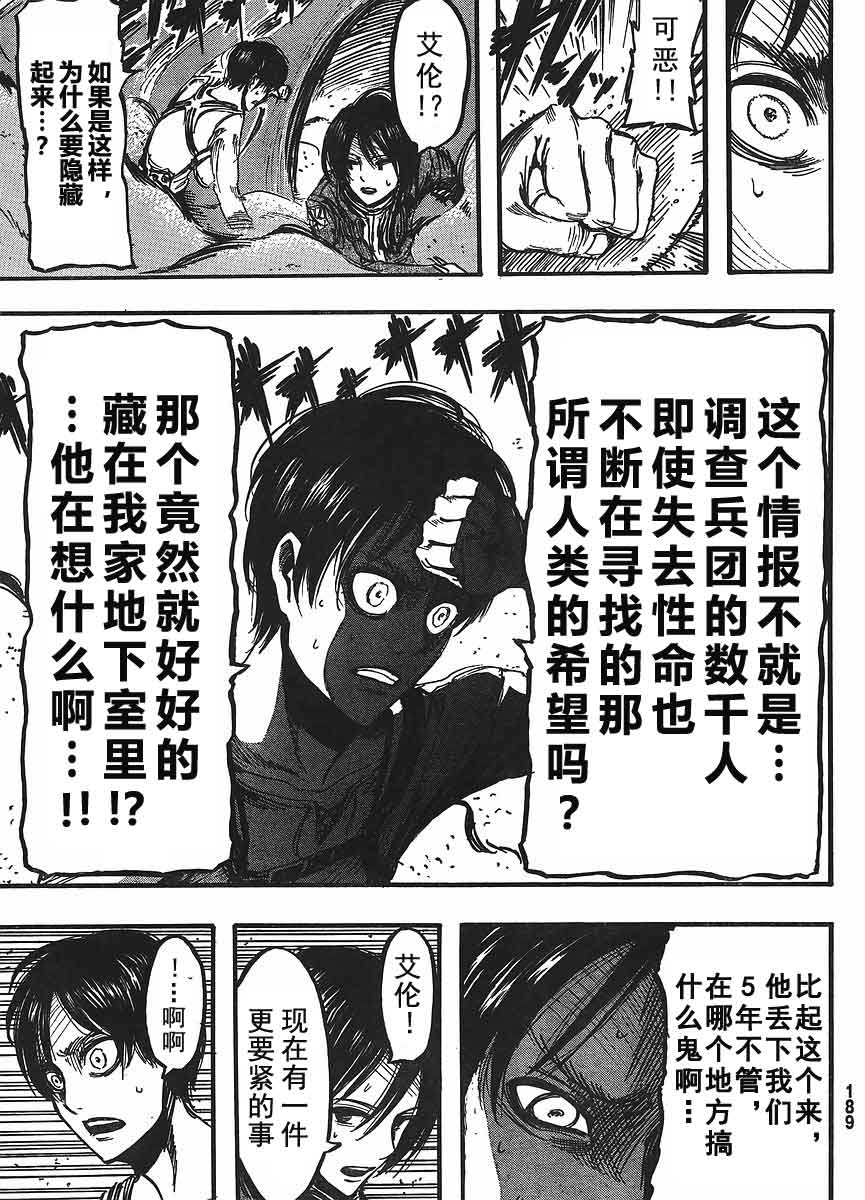 可
恶!!
艾
伦!?
如果是这样，
为什么要隐藏
起来…?
这个情报不就是…
调查兵团的数千人
即使失去性命也
不断在寻找的那
所谓人类的希望吗?
那个竟然就好好的
藏在我家地下室里!?
…他在想什么啊…!!
比起这个来，
他丢下我们
5年不管，
在哪个地方搞
什么鬼啊…
艾伦!
现在有一件
更要紧的事
!…啊啊
189